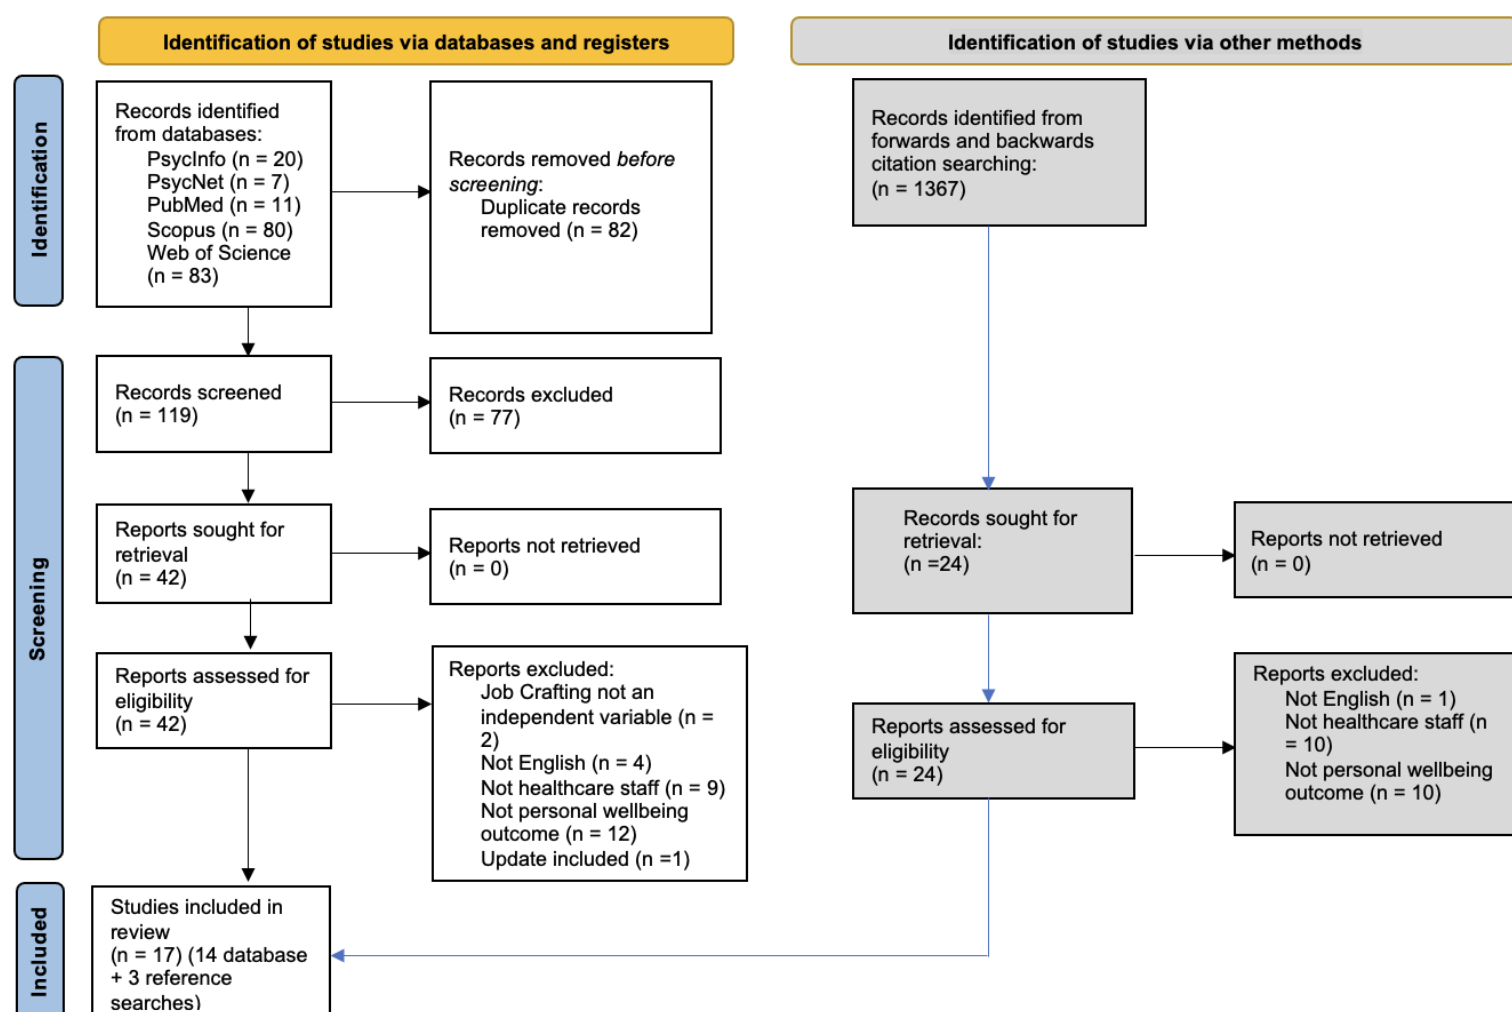 Identification of studies via databases and registers
Identification of studies via other methods
Identification
Records identified
from databases:
PsycInfo (n = 20)
PsycNet (n = 7)
PubMed (n = 11)
Scopus (n = 80)
Web of Science
(n = 83)
Records removed before
screening:
Duplicate records
removed (n = 82)
Records identified from
forwards and backwards
citation searching:
(n = 1367)
Screening
Records screened
(n = 119)
Records excluded
(n = 77)
Reports sought for
retrieval
(n = 42)
Reports not retrieved
(n = 0)
Records sought for
retrieval:
(n =24)
Reports not retrieved
(n = 0)
Reports assessed for
eligibility
(n = 42)
Reports excluded:
Job Crafting not an
independent variable (n =
2)
Not English (n = 4)
Not healthcare staff (n = 9)
Not personal wellbeing
outcome (n = 12)
Update included (n =1)
Reports assessed for
eligibility
(n = 24)
Reports excluded:
Not English (n = 1)
Not healthcare staff (n
= 10)
Not personal wellbeing
outcome (n = 10)
Included
Studies included in
review
(n = 17) (14 database
+ 3 reference
searches)